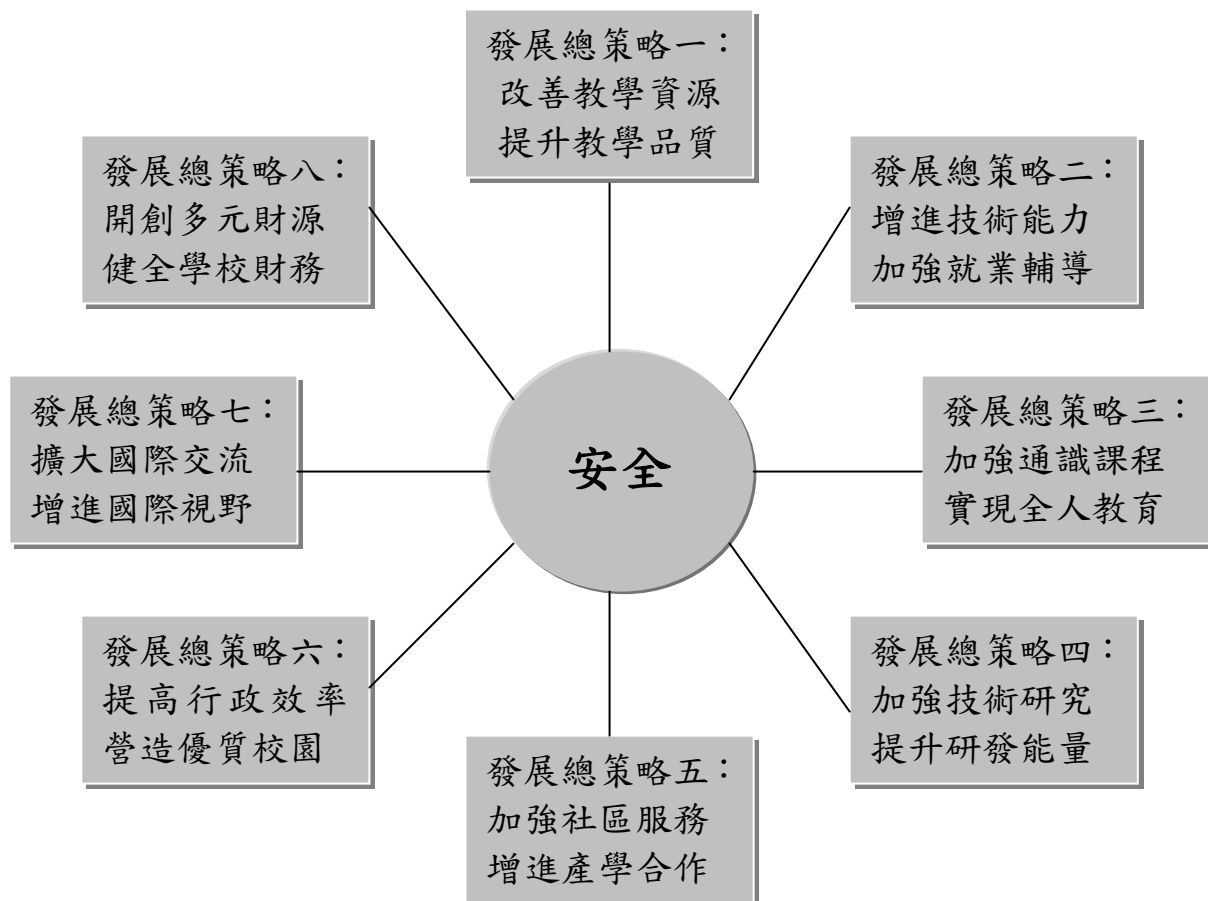 發展總策略一：
改善教學資源
提升教學品質
發展總策略二：
增進技術能力
加強就業輔導
發展總策略三：
加強通識課程
實現全人教育
發展總策略四：
加強技術研究
提升研發能量
發展總策略五：
加強社區服務
增進產學合作
發展總策略六：
提高行政效率
營造優質校園
發展總策略七：
擴大國際交流
增進國際視野
發展總策略八：
開創多元財源
健全學校財務
安全